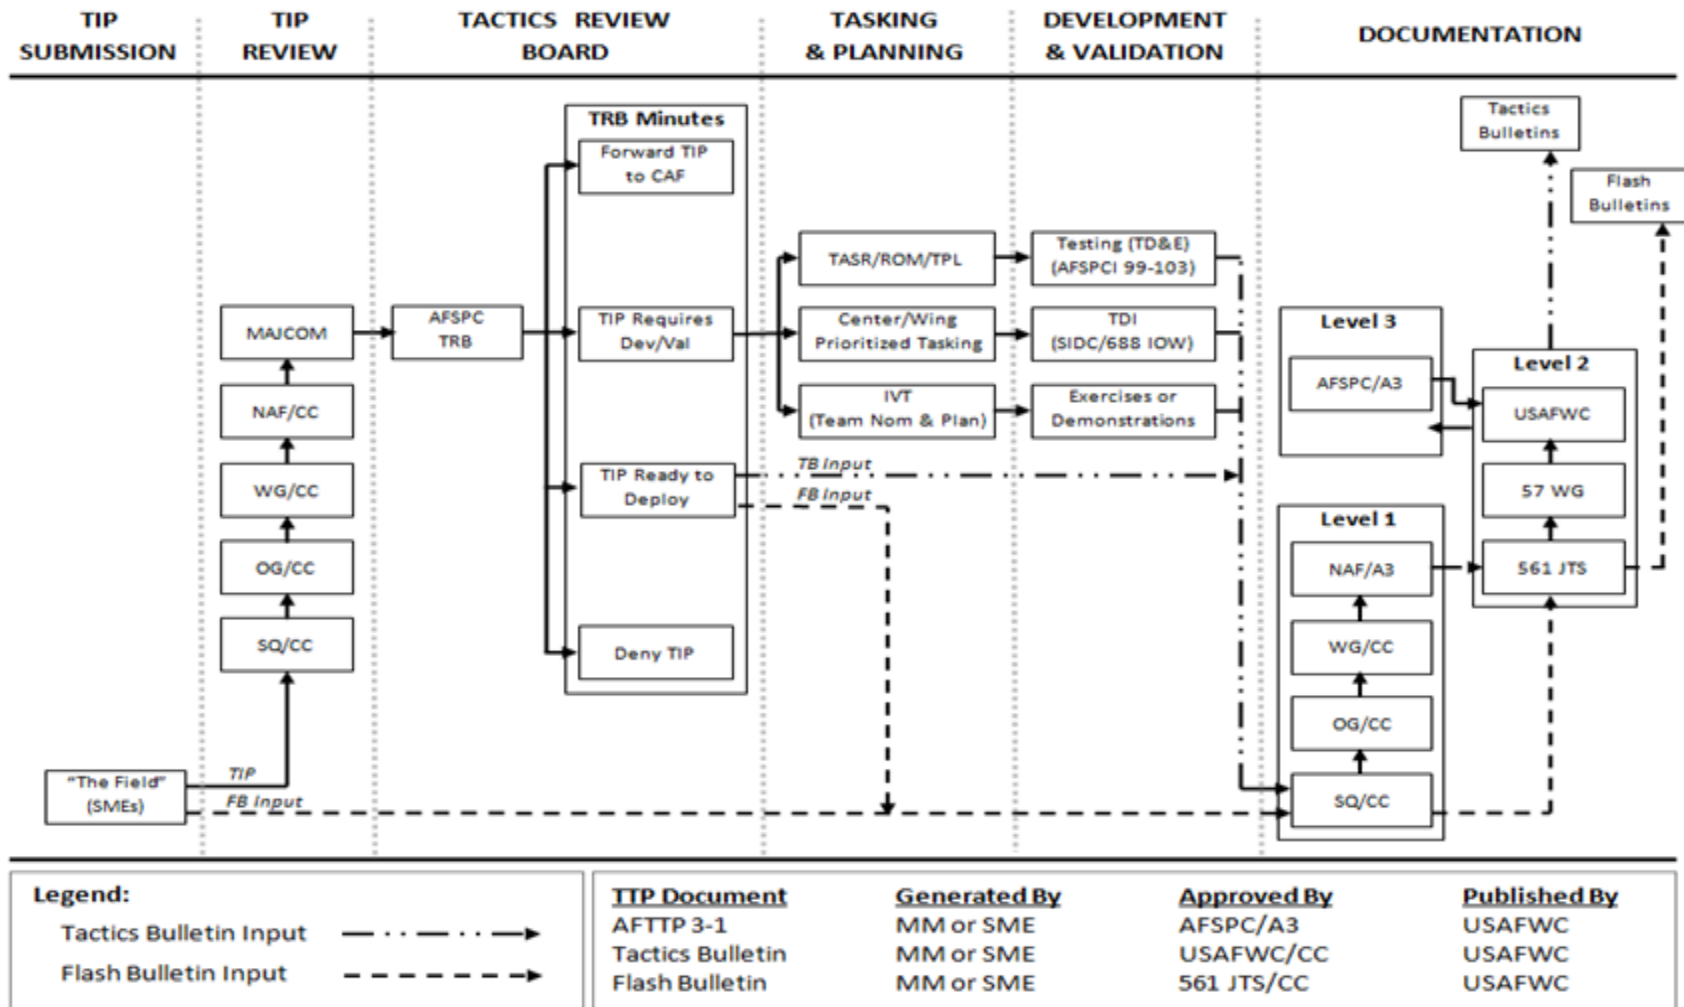 TIP
SUBMISSION
TIP
REVIEW
TACTICS REVIEW
BOARD
TASKING
& PLANNING
DEVELOPMENT
& VALIDATION
DOCUMENTATION
"The Field"
(SMEs)
TIP
FB Input
MAJCOM
NAF/CC
WG/CC
OG/CC
SQ/CC
AFSPC
TRB
TRB Minutes
Forward TIP
to CAF
TIP Requires
Dev/Val
TIP Ready to
Deploy
Deny TIP
TB Input
FB Input
TASR/ROM/TPL
Center/Wing
Prioritized Tasking
IVT
(Team Nom & Plan)
Testing (TD&E)
(AFSPCI 99-103)
TDI
(SIDC/688 IOW)
Exercises or
Demonstrations
Tactics
Bulletins
Flash
Bulletins
Level 3
AFSPC/A3
Level 2
USAFWC
57 WG
561 JTS
Level 1
NAF/A3
WG/CC
OG/CC
SQ/CC
Legend:
Tactics Bulletin Input
Flash Bulletin Input
TTP Document Generated By Approved By Published By
AFTTP 3-1 MM or SME AFSPC/A3 USAFWC
Tactics Bulletin MM or SME USAFWC/CC USAFWC
Flash Bulletin MM or SME 561 JTS/CC USAFWC